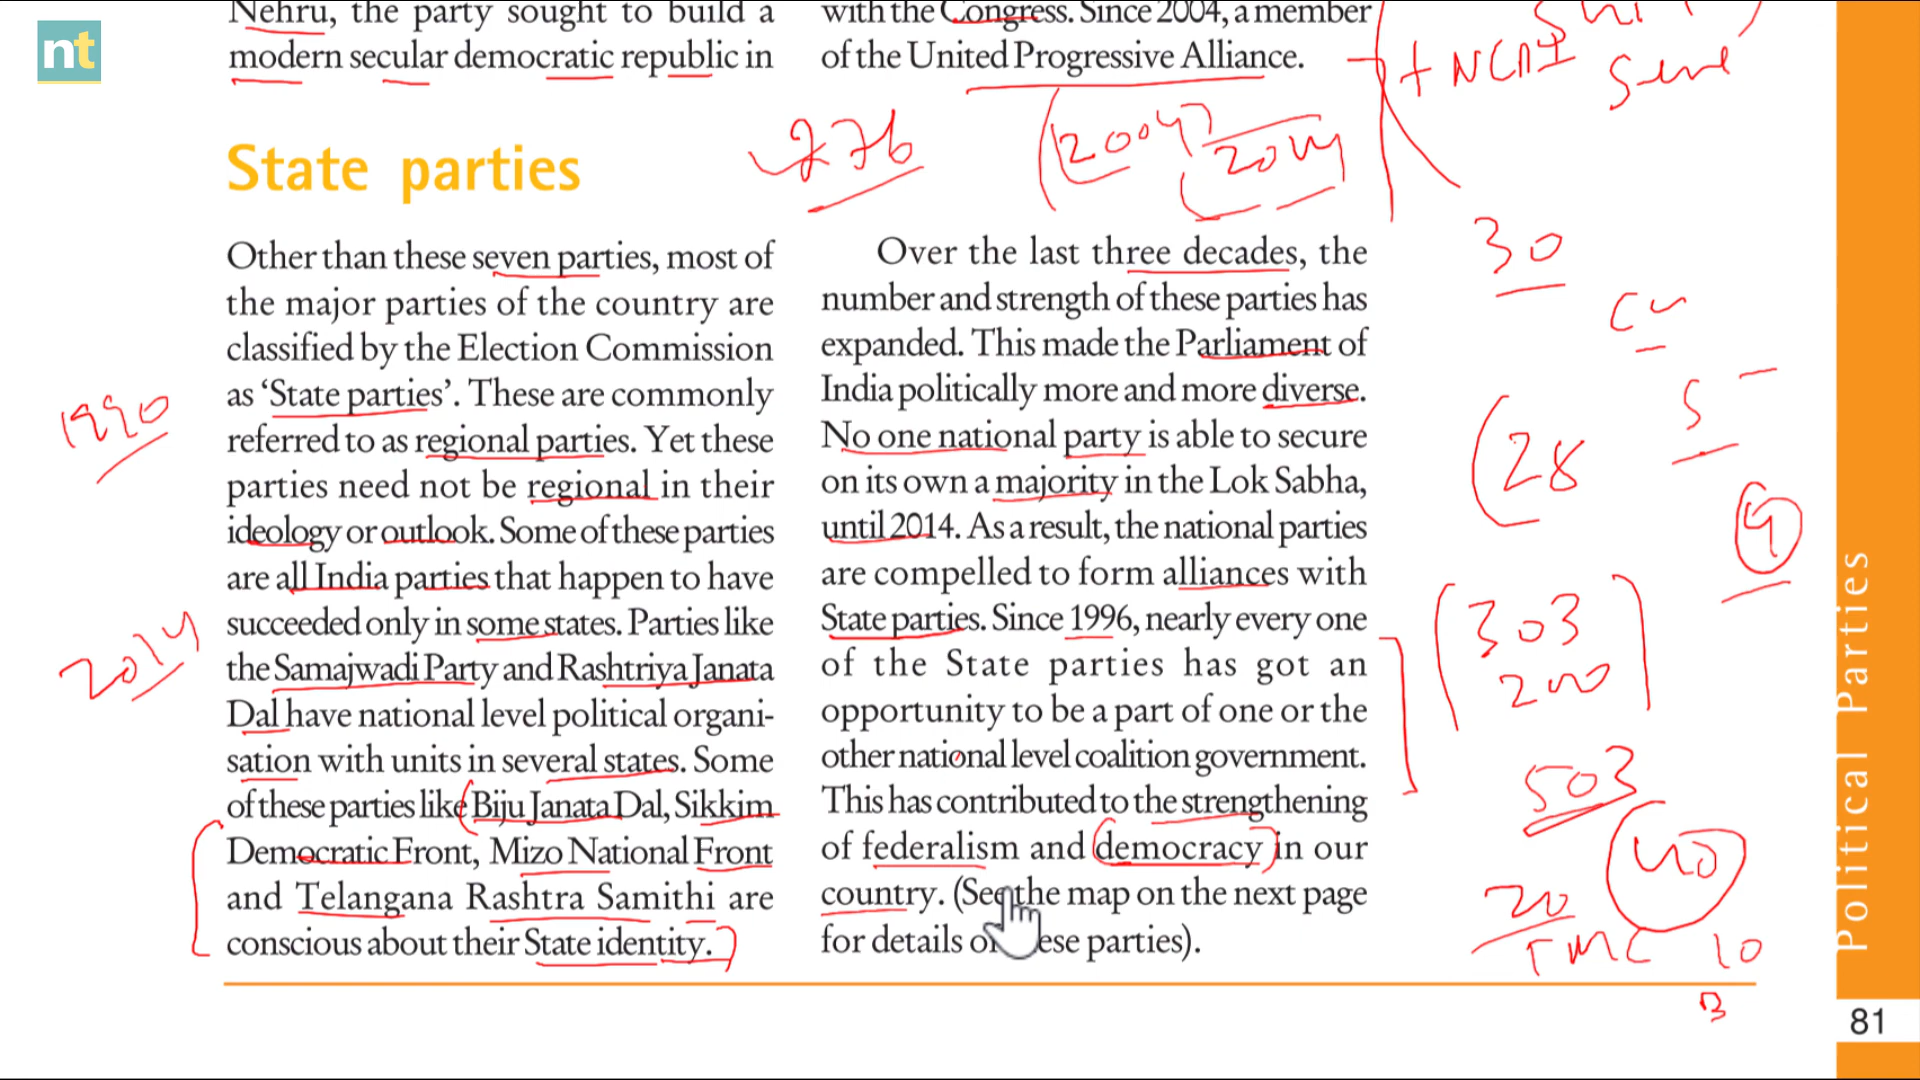 nt
Nehru, the party sought to build a
modern secular democratic republic in
State parties
Other than these seven parties, most of
the major parties of the country are
classified by the Election Commission
as ‘State parties’. These are commonly
referred to as regional parties. Yet these
parties need not be regional in their
ideology or outlook. Some of these parties
are all India parties that happen to have
succeeded only in some states. Parties like
the Samajwadi Party and Rashtriya Janata
Dal have national level political organi-
sation with units in several states. Some
of these parties like Biju Janata Dal, Sikkim
Democratic Front, Mizo National Front
and Telangana Rashtra Samithi are
conscious about their State identity.
1990
2014
with the Congress. Since 2004, a member
of the United Progressive Alliance.
276
2004
2014
Over the last three decades, the
number and strength of these parties has
expanded. This made the Parliament of
India politically more and more diverse.
No one national party is able to secure
on its own a majority in the Lok Sabha,
until 2014. As a result, the national parties
are compelled to form alliances with
State parties. Since 1996, nearly every one
of the State parties has got an
opportunity to be a part of one or the
other national level coalition government.
This has contributed to the strengthening
of federalism and democracy in our
country. (See the map on the next page
for details of ese parties).
30
28
303
200
503
40
20
TMC 10
B
Political Parties
81